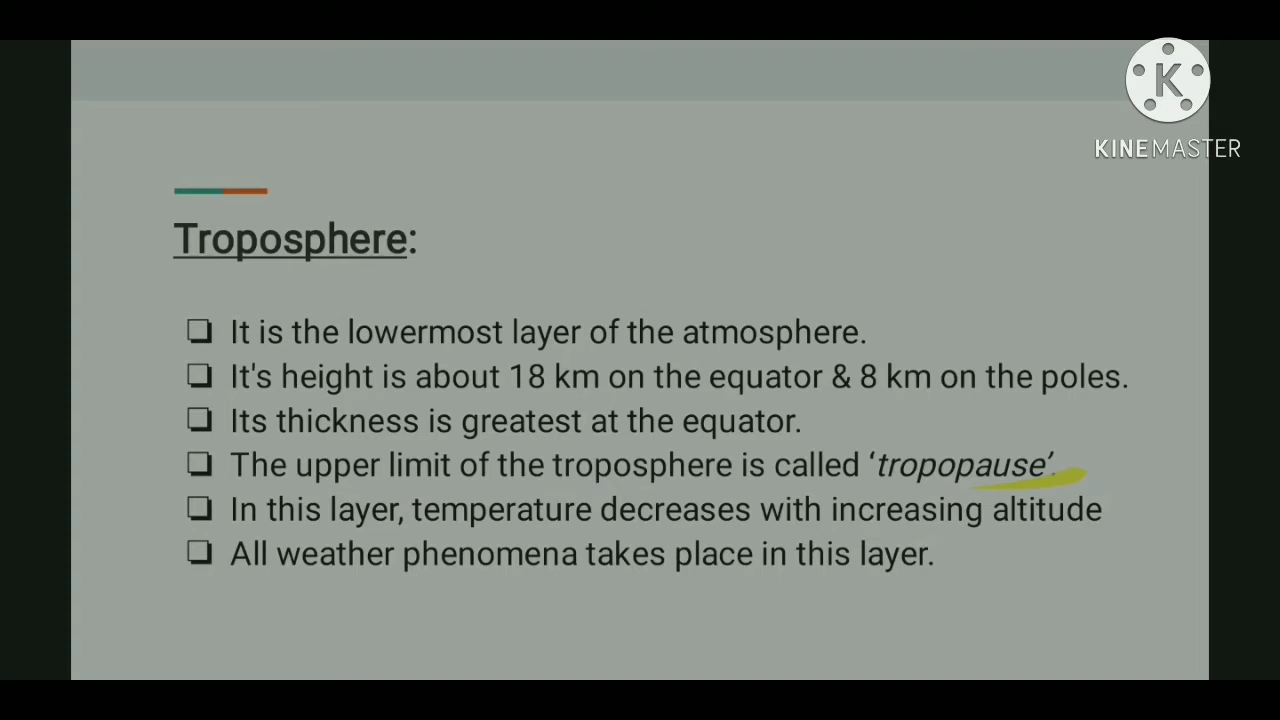 K
KINEMASTER
Troposphere:
❏ It is the lowermost layer of the atmosphere.
❏ It's height is about 18 km on the equator & 8 km on the poles.
❏ Its thickness is greatest at the equator.
❏ The upper limit of the troposphere is called ‘tropopause’.
❏ In this layer, temperature decreases with increasing altitude
❏ All weather phenomena takes place in this layer.